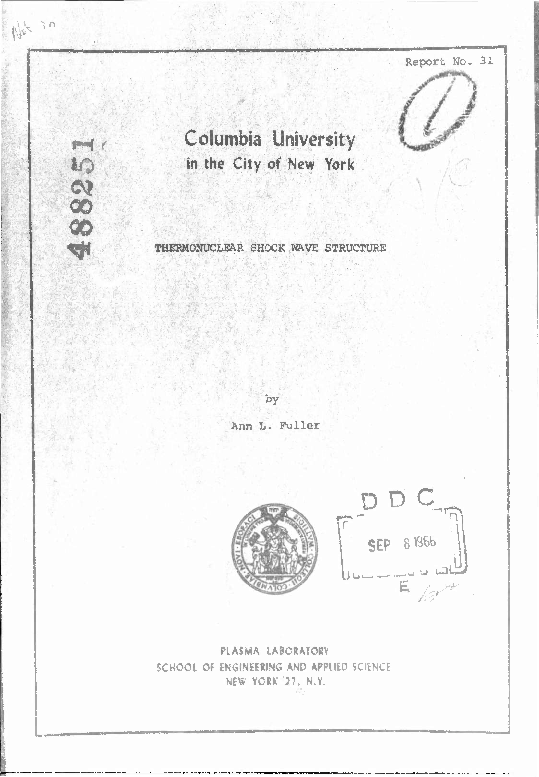 Report No. 31
488251
Columbia University
in the City of New York
THERMONUCLEAR SHOCK WAVE STRUCTURE
by
Ann L. Fuller
DDC
SEP 8 1966
E
PLASMA LABORATORY
SCHOOL OF ENGINEERING AND APPLIED SCIENCE
NEW YORK 27, N.Y.